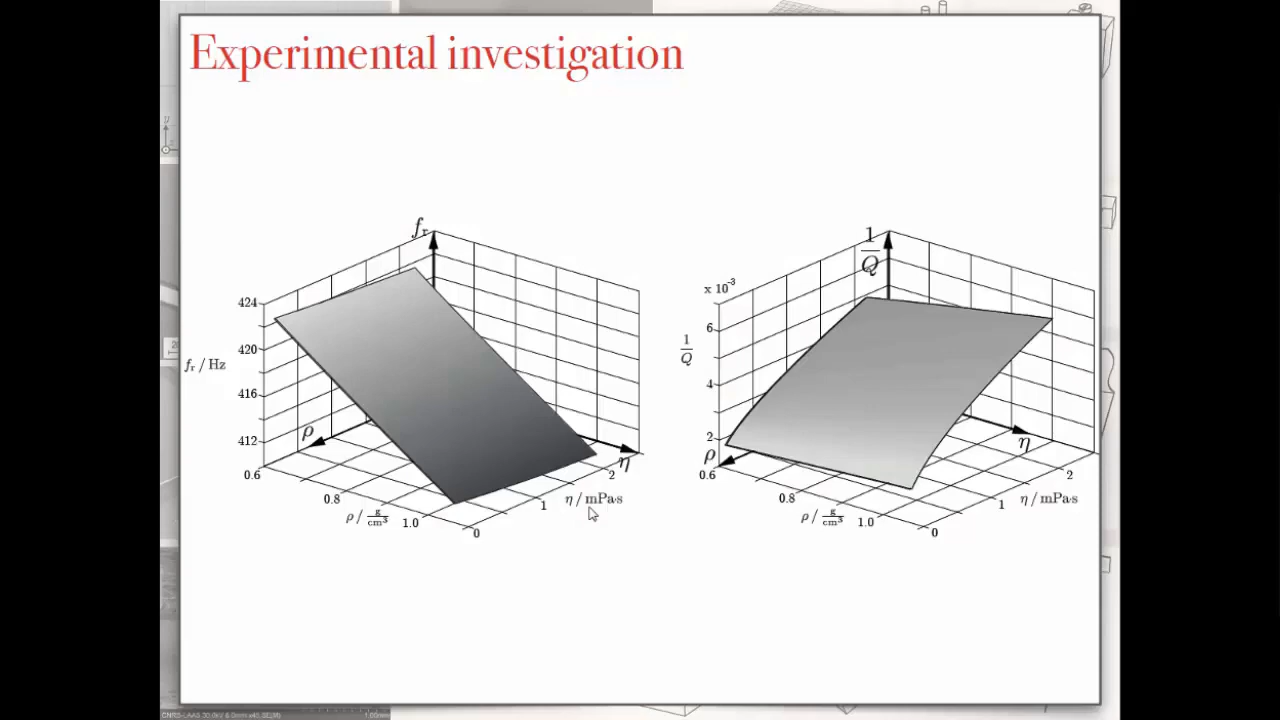 Experimental investigation
fr
424
420
fr / Hz
416
412
ρ
η
0.6
0.8
ρ / g/cm³
1.0
0
1
2
η / mPa·s
1/Q
x 10⁻³
6
1/Q
4
2
ρ
η
0.6
0.8
ρ / g/cm³
1.0
0
1
2
η / mPa·s